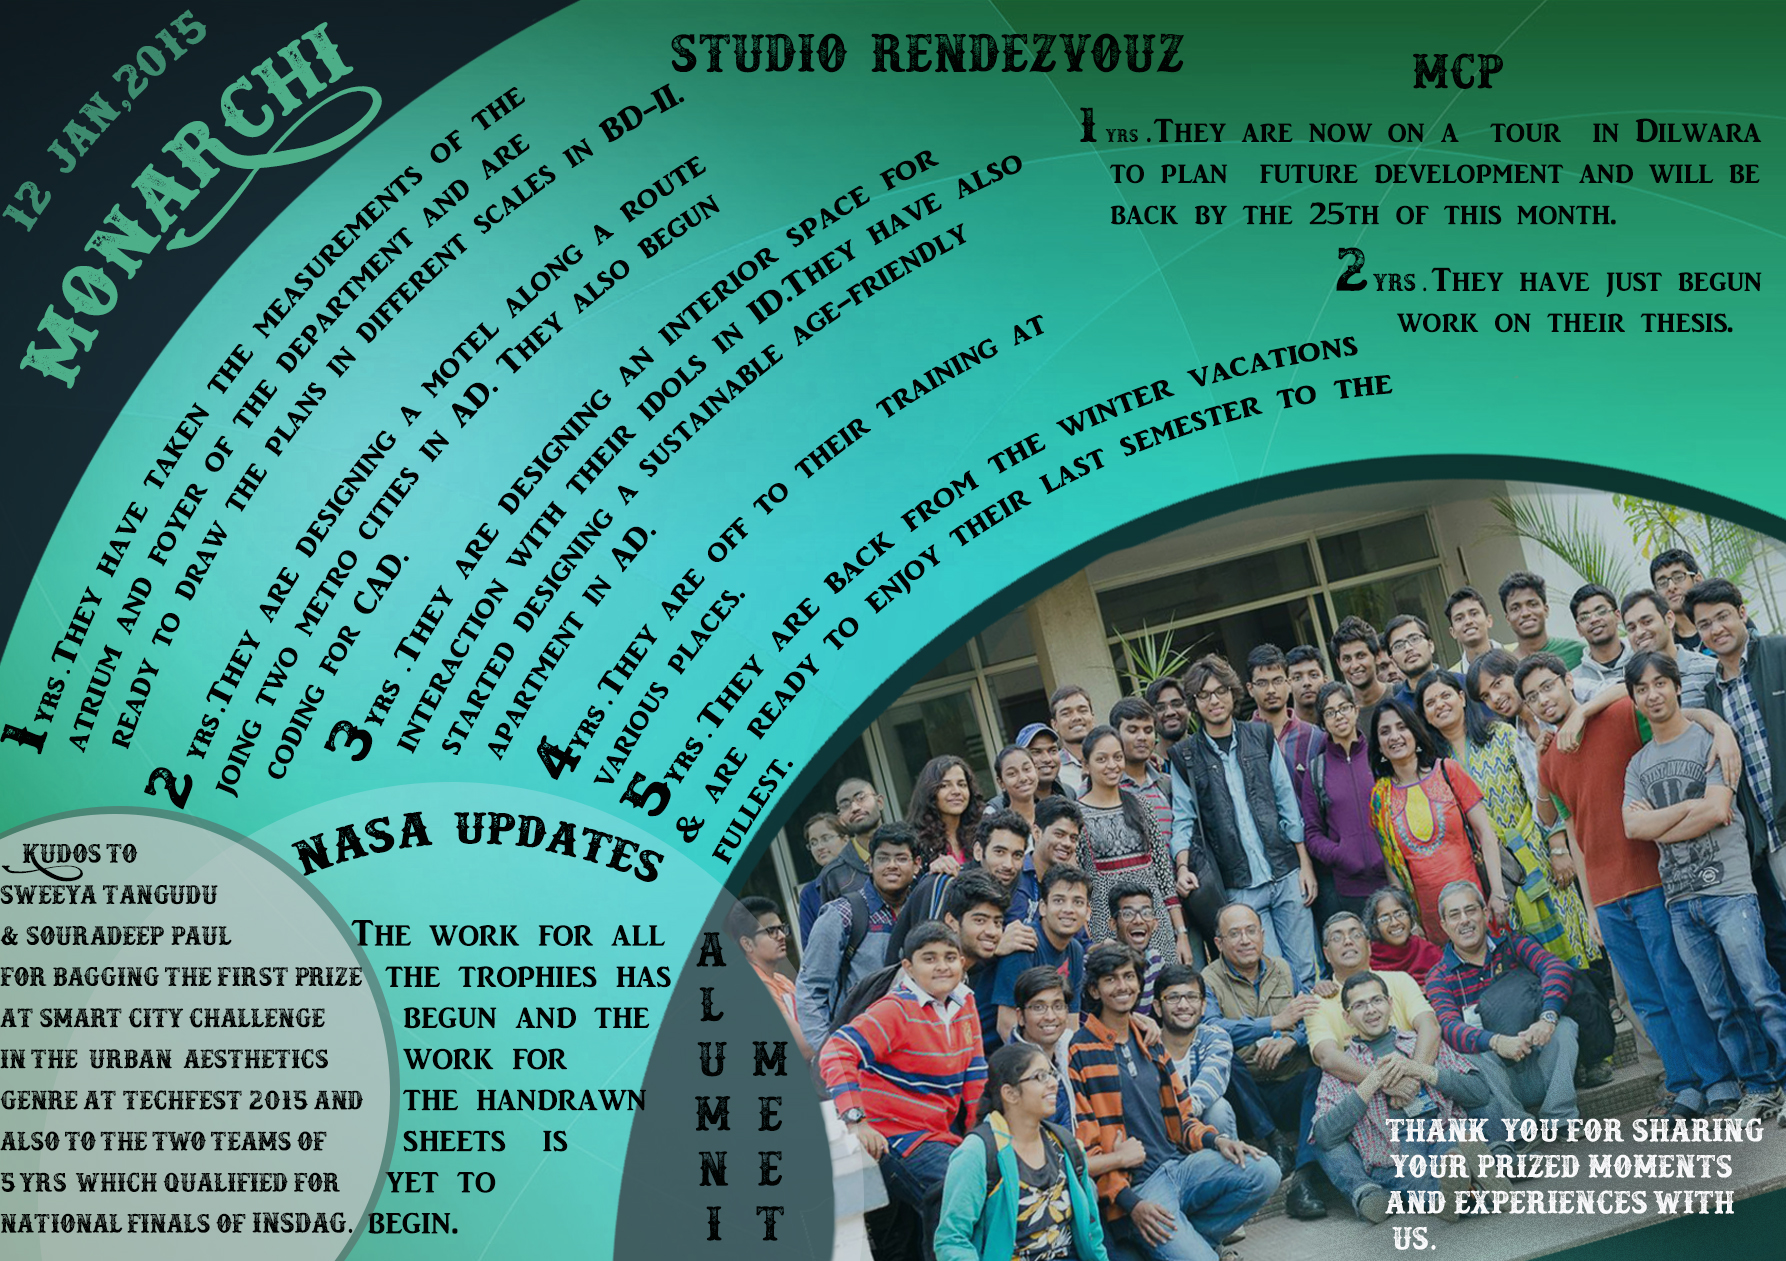 12 JAN,2015
MONARCHI
STUDIO RENDEZVOUZ
1 YRS.THEY HAVE TAKEN THE MEASUREMENTS OF THE
ATRIUM AND FOYER OF THE DEPARTMENT AND ARE
READY TO DRAW THE PLANS IN DIFFERENT SCALES IN BD-II.
2 YRS.THEY ARE DESIGNING A MOTEL ALONG A ROUTE
JOING TWO METRO CITIES IN AD. THEY ALSO BEGUN
CODING FOR CAD.
3 YRS.THEY ARE DESIGNING AN INTERIOR SPACE FOR
INTERACTION WITH THEIR IDOLS IN ID.THEY HAVE ALSO
STARTED DESIGNING A SUSTAINABLE AGE-FRIENDLY
APARTMENT IN AD.
4YRS.THEY ARE OFF TO THEIR TRAINING AT
VARIOUS PLACES.
5YRS.THEY ARE BACK FROM THE WINTER VACATIONS
& ARE READY TO ENJOY THEIR LAST SEMESTER TO THE
FULLEST.
MCP
1 YRS.THEY ARE NOW ON A TOUR IN DILWARA
TO PLAN FUTURE DEVELOPMENT AND WILL BE
BACK BY THE 25TH OF THIS MONTH.
2 YRS.THEY HAVE JUST BEGUN
WORK ON THEIR THESIS.
KUDOS TO
SWEEYA TANGUDU
& SOURADEEP PAUL
FOR BAGGING THE FIRST PRIZE
AT SMART CITY CHALLENGE
IN THE URBAN AESTHETICS
GENRE AT TECHFEST 2015 AND
ALSO TO THE TWO TEAMS OF
5 YRS WHICH QUALIFIED FOR
NATIONAL FINALS OF INSDAG.
NASA UPDATES
THE WORK FOR ALL
THE TROPHIES HAS
BEGUN AND THE
WORK FOR
THE HANDRAWN
SHEETS IS
YET TO
BEGIN.
ALUMNI
MEET
THANK YOU FOR SHARING
YOUR PRIZED MOMENTS
AND EXPERIENCES WITH
US.